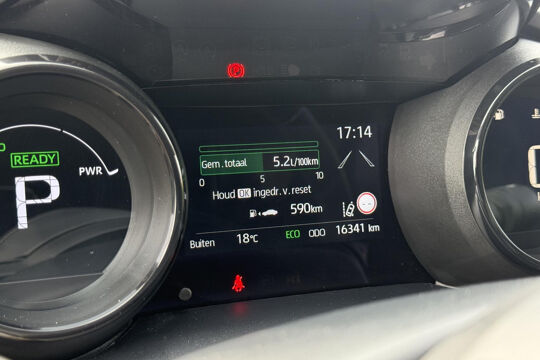 READY
PWR
P
17:14
Gem. totaal 5.2ℓ/100km
0 5 10
Houd OK ingedr. v. reset
590km
Buiten 18°C ECO ODO 16341 km